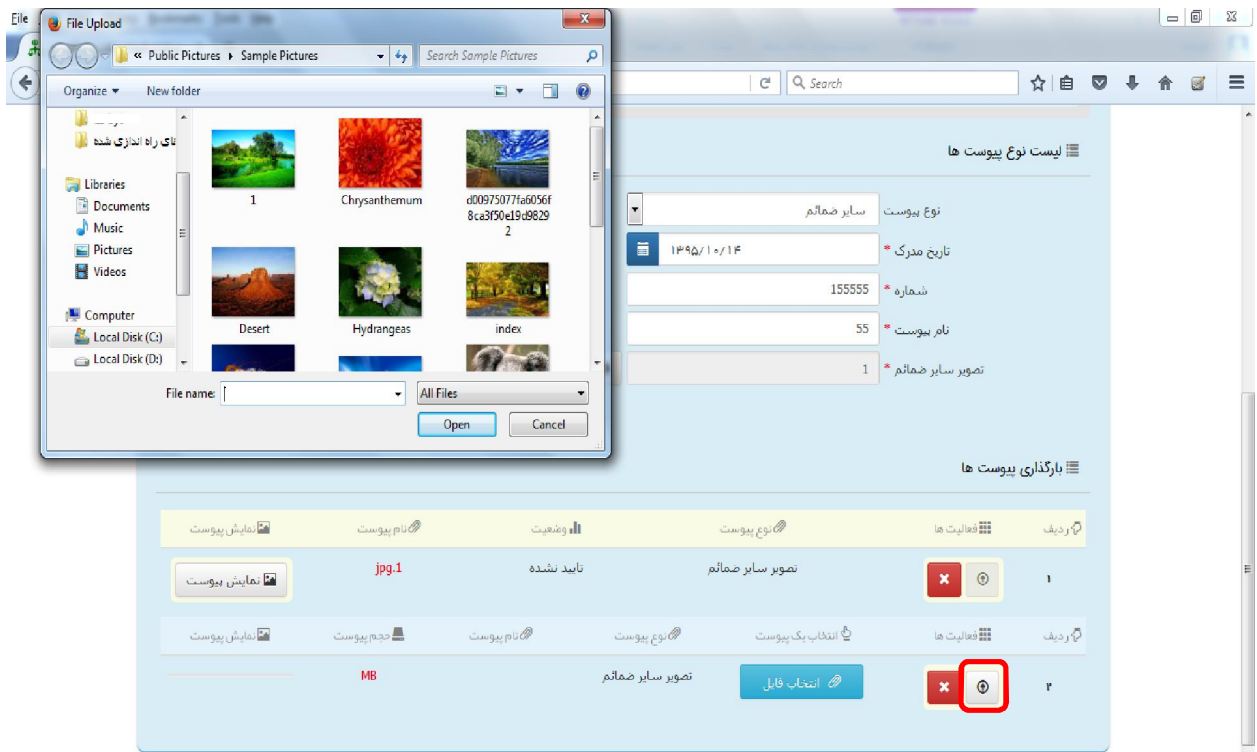 File
File Upload
« Public Pictures ▸ Sample Pictures
Search Sample Pictures
Organize
New folder
Search
های راه اندازی شده
Libraries
Documents
Music
Pictures
Videos
Computer
Local Disk (C:)
Local Disk (D:)
1
Chrysanthemum
d00975077fa6056f
8ca3f50e19d9829
2
Desert
Hydrangeas
index
File name:
All Files
Open
Cancel
لیست نوع پیوست ها
نوع پیوست سایر ضمائم
تاریخ مدرک * ۱۳۹۵/۱۰/۱۴
شماره * 155555
نام پیوست * 55
تصویر سایر ضمائم * 1
بارگذاری پیوست ها
ردیف فعالیت ها نوع پیوست وضعیت نام پیوست نمایش پیوست
۱ تصویر سایر ضمائم تایید نشده jpg.1 نمایش پیوست
ردیف فعالیت ها انتخاب یک پیوست نوع پیوست نام پیوست حجم پیوست نمایش پیوست
۲ انتخاب فایل تصویر سایر ضمائم MB